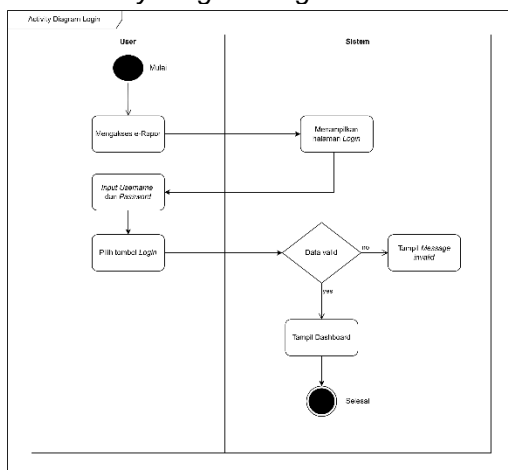 Activity Diagram Login
User
Sistem
Mulai
Mengakses e-Rapor
Menampilkan
halaman Login
Input Username
dan Password
Pilih tombol Login
Data valid
no
Tampil Message
invalid
yes
Tampil Dashboard
Selesai